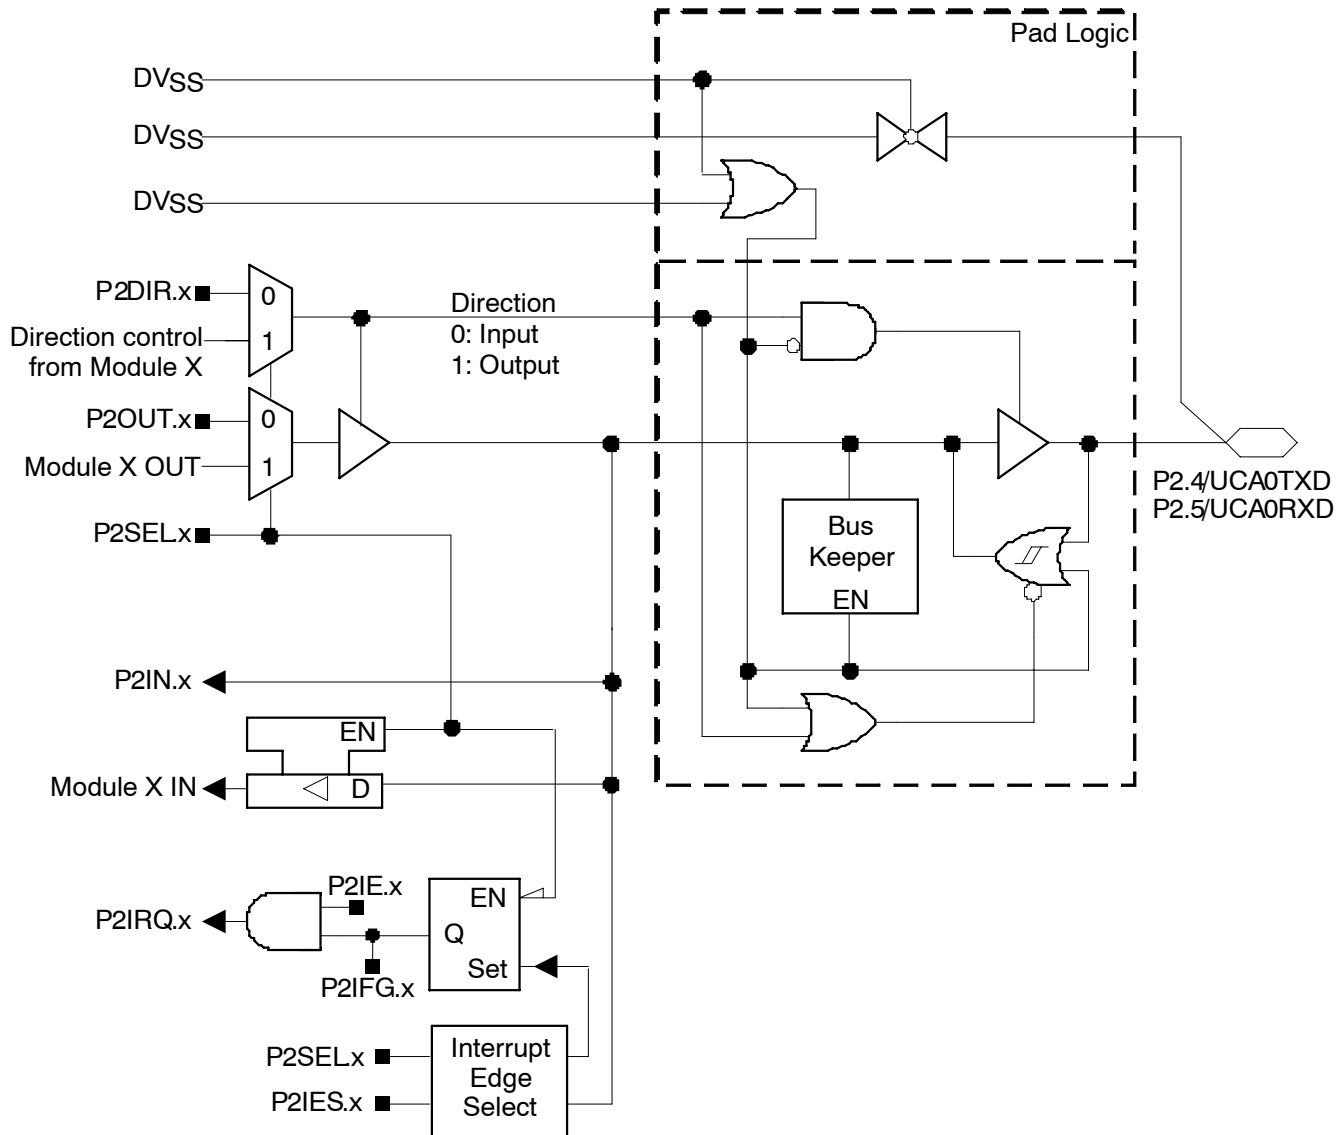 Pad Logic
DVSS
DVSS
DVSS
P2DIR.x
0
Direction control
from Module X
1
Direction
0: Input
1: Output
P2OUT.x
0
Module X OUT
1
P2SEL.x
P2.4/UCA0TXD
P2.5/UCA0RXD
Bus
Keeper
EN
P2IN.x
EN
Module X IN
D
P2IE.x
P2IRQ.x
EN
Q
Set
P2IFG.x
P2SEL.x
P2IES.x
Interrupt
Edge
Select